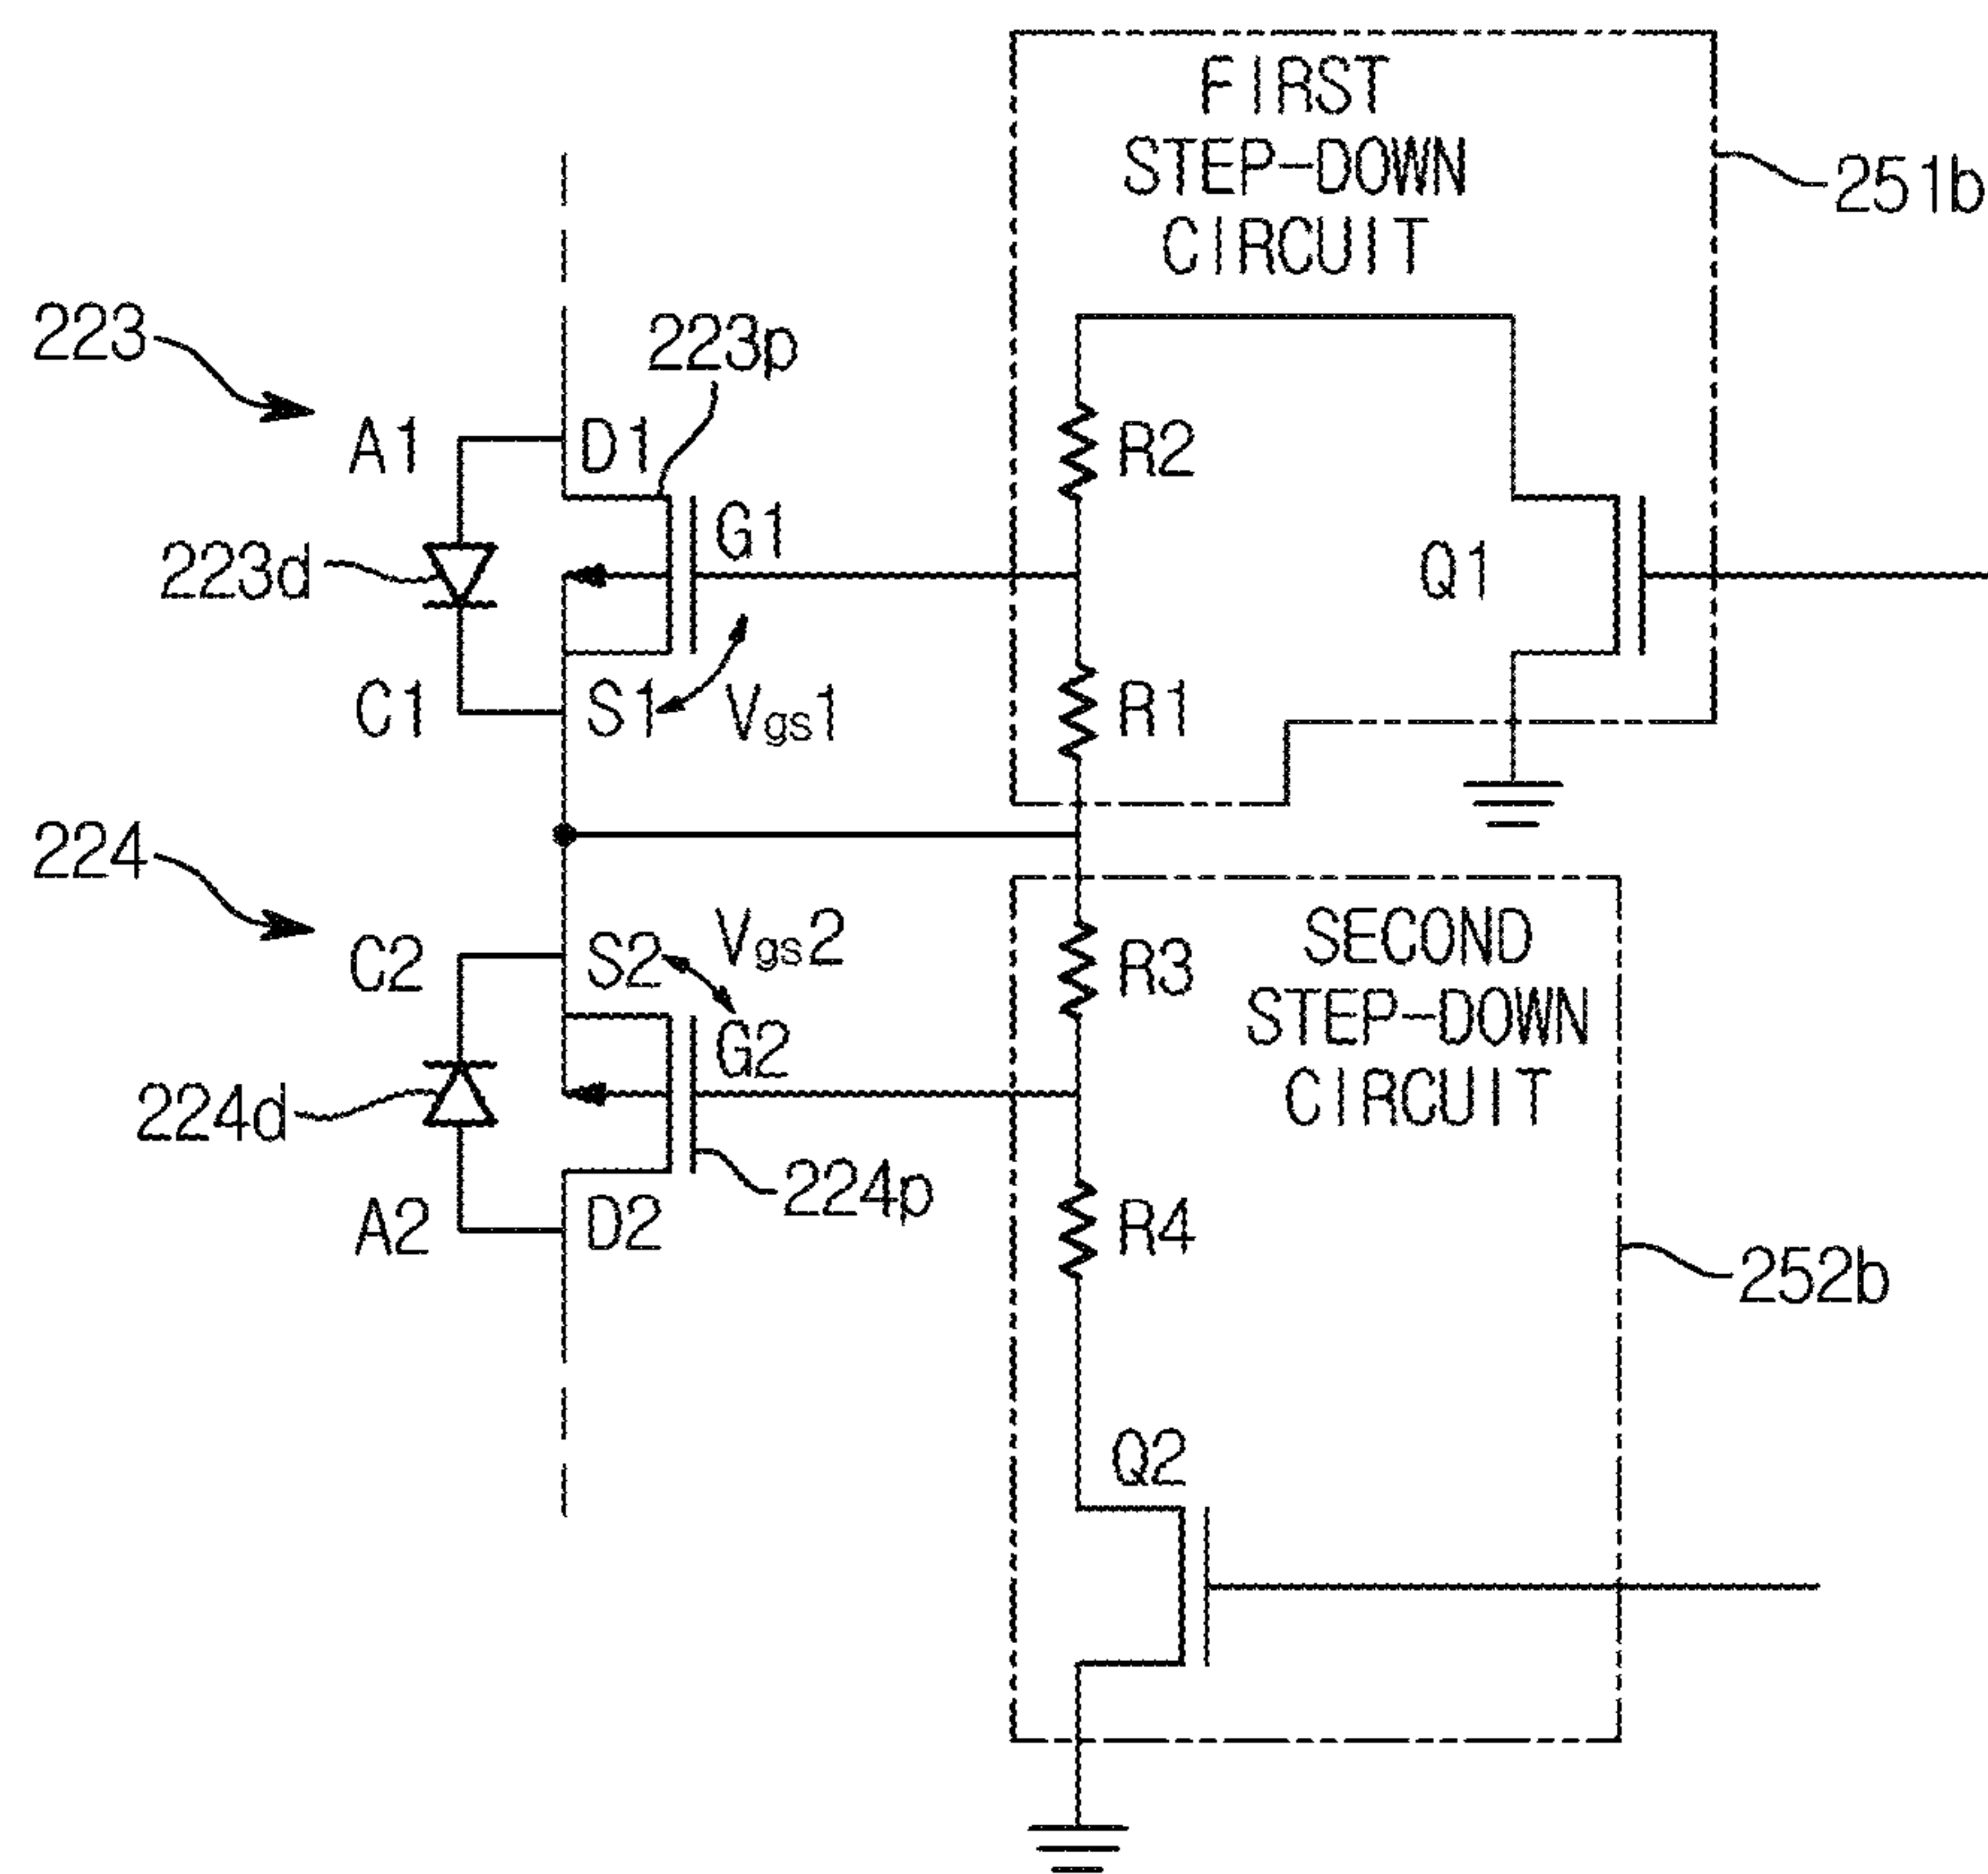 FIRST
STEP-DOWN
CIRCUIT
251b
223
223p
A1
D1
R2
G1
Q1
223d
C1
S1
Vgs1
R1
224
C2
S2
Vgs2
R3
SECOND
STEP-DOWN
CIRCUIT
G2
224d
224p
A2
D2
R4
252b
Q2